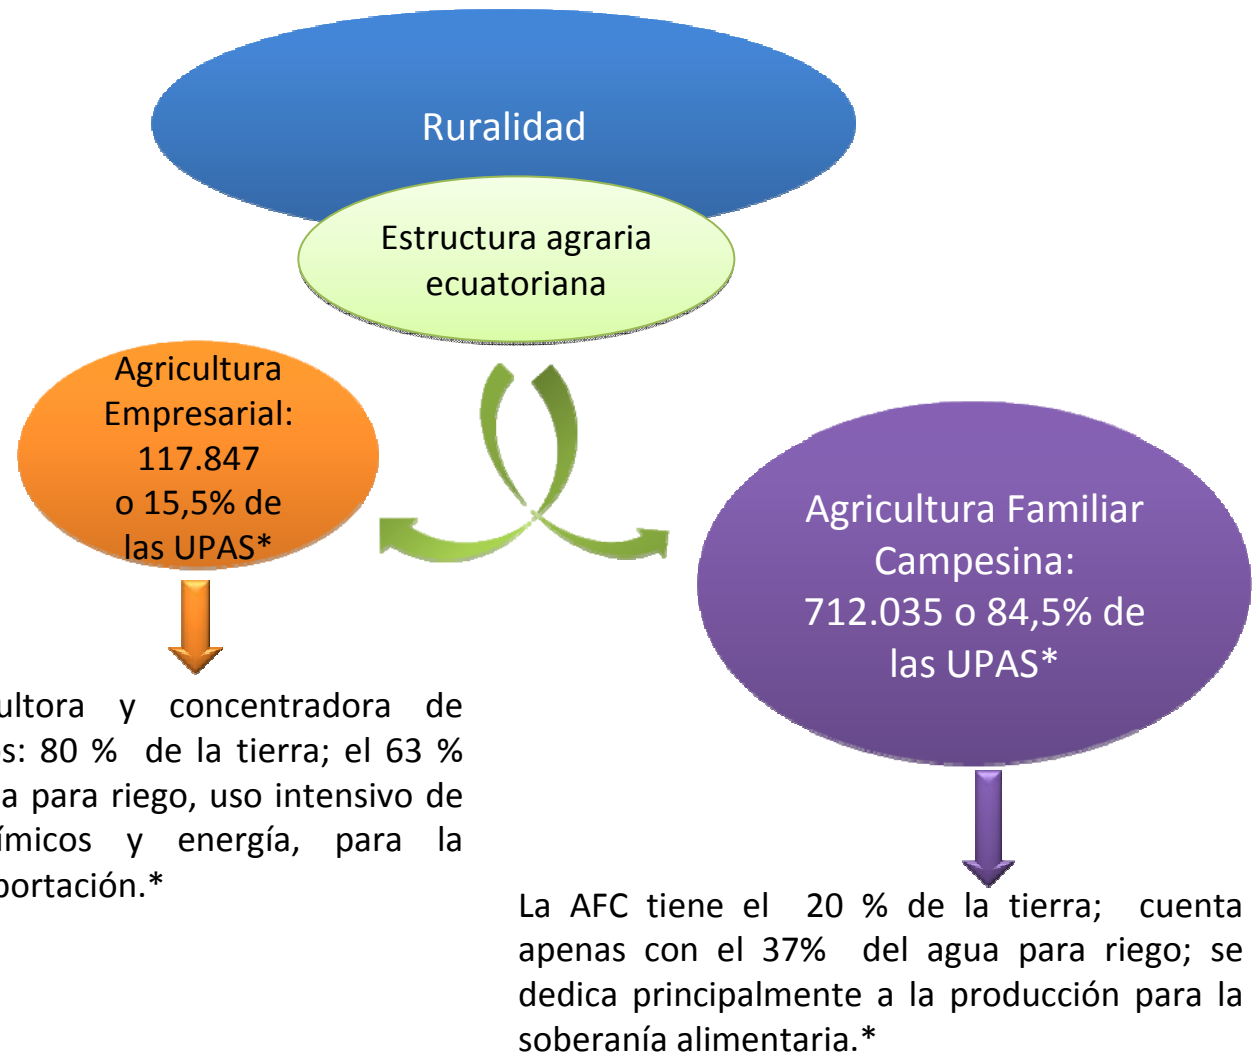 Ruralidad
Estructura agraria
ecuatoriana
Agricultura
Empresarial:
117.847
o 15,5% de
las UPAS*
Agricultura Familiar
Campesina:
712.035 o 84,5% de
las UPAS*
y concentradora de
80 % de la tierra; el 63 %
para riego, uso intensivo de
y energía, para la
La AFC tiene el 20 % de la tierra; cuenta
apenas con el 37% del agua para riego; se
dedica principalmente a la producción para la
soberanía alimentaria.*